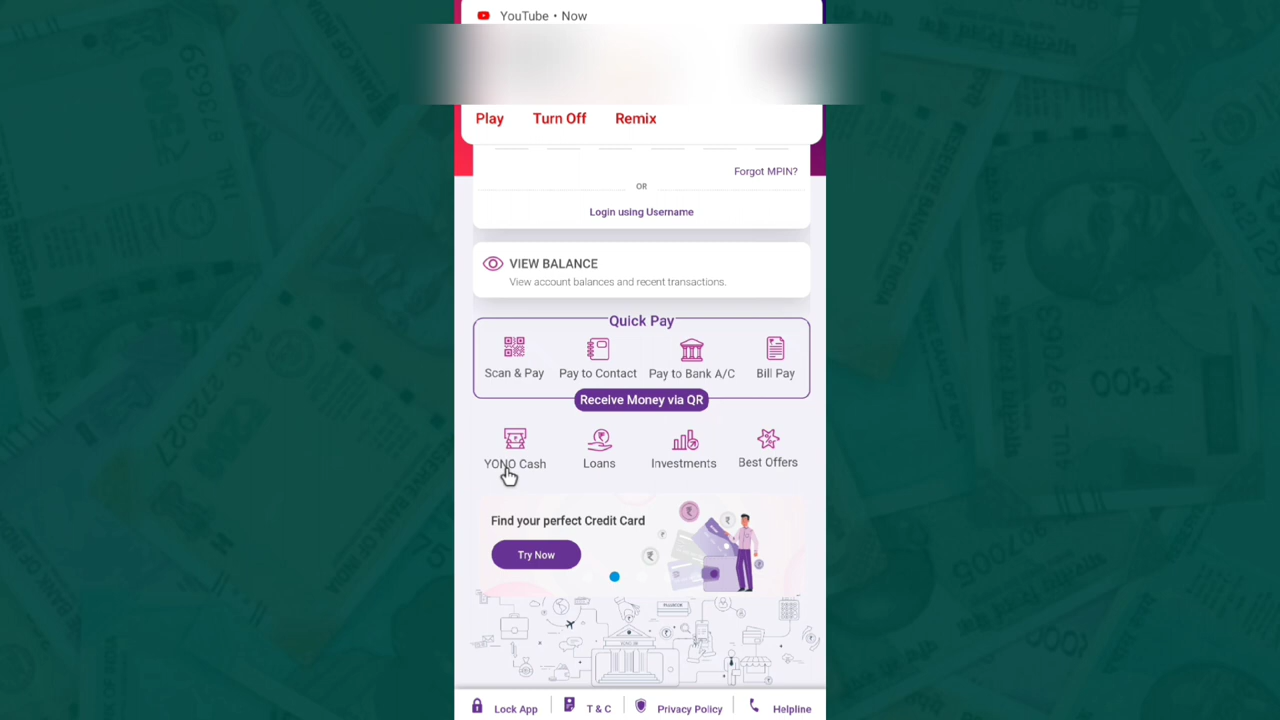 YouTube • Now
Play Turn Off Remix
Forgot MPIN?
OR
Login using Username
VIEW BALANCE
View account balances and recent transactions.
Quick Pay
Scan & Pay Pay to Contact Pay to Bank A/C Bill Pay
Receive Money via QR
YONO Cash Loans Investments Best Offers
Find your perfect Credit Card
Try Now
Lock App T & C Privacy Policy Helpline